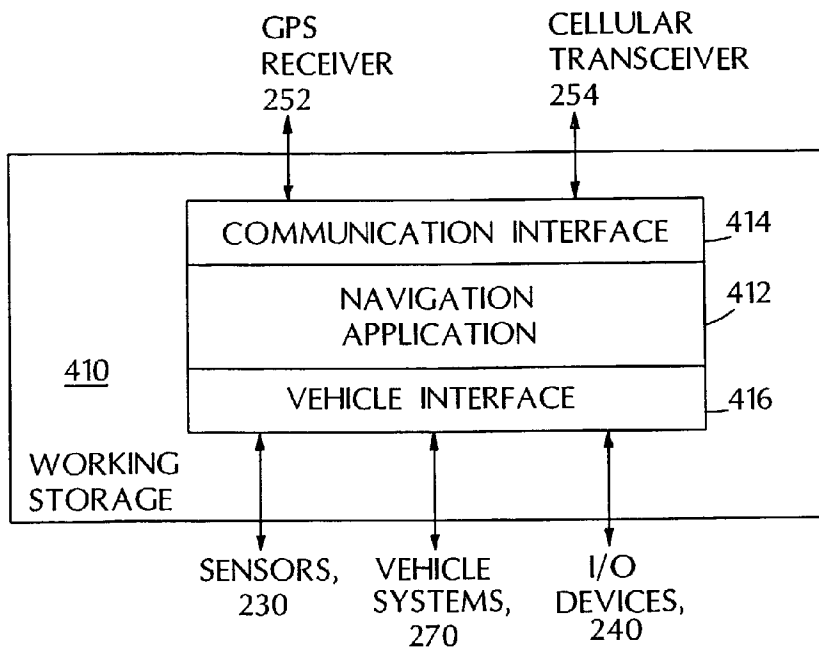 GPS
RECEIVER
252
CELLULAR
TRANSCEIVER
254
COMMUNICATION INTERFACE
414
NAVIGATION
APPLICATION
412
410
VEHICLE INTERFACE
416
WORKING
STORAGE
SENSORS,
230
VEHICLE
SYSTEMS,
270
I/O
DEVICES,
240